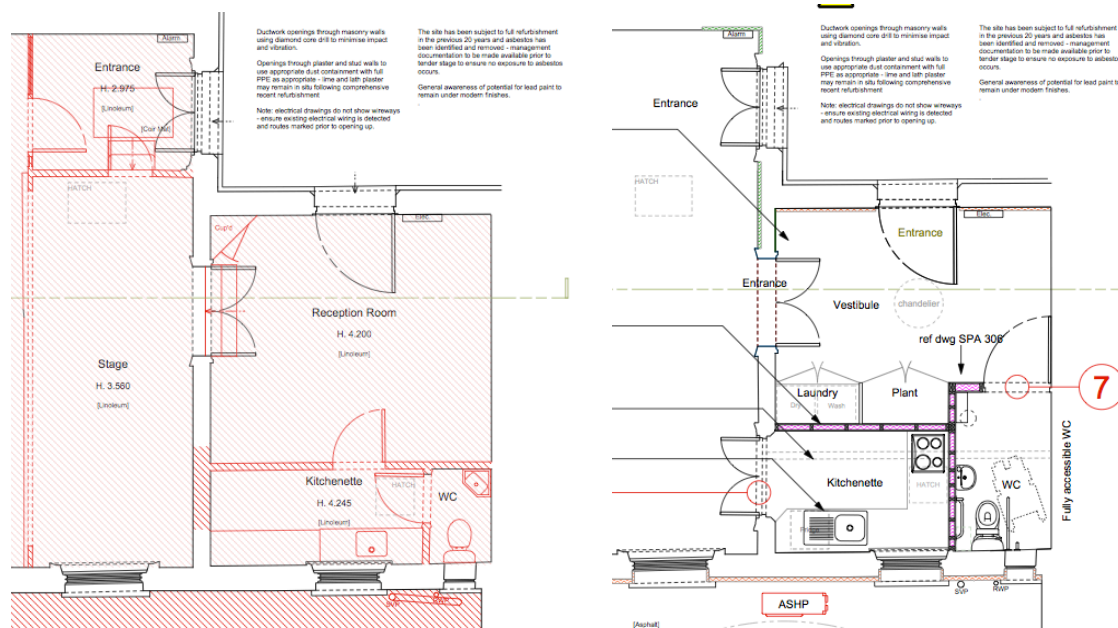 Alarm
Ductwork openings through masonry walls
using diamond core drill to minimise impact
and vibration.
Openings through plaster and stud walls to
use appropriate dust containment with full
PPE as appropriate - lime and lath plaster
may remain in situ following comprehensive
recent refurbishment
Note: electrical drawings do not show wireways
- ensure existing electrical wiring is detected
and routes marked prior to opening up.
The site has been subject to full refurbishment
in the previous 20 years and asbestos has
been identified and removed - management
documentation to be made available prior to
tender stage to ensure no exposure to asbestos
occurs.
General awareness of potential for lead paint to
remain under modern finishes.
Entrance
H. 2.975
[Linoleum]
[Coir Mat]
HATCH
Cup'd
Elec.
Reception Room
H. 4.200
[Linoleum]
Stage
H. 3.560
[Linoleum]
Kitchenette
H. 4.245
[Linoleum]
HATCH
WC
SVP
Alarm
Ductwork openings through masonry walls
using diamond core drill to minimise impact
and vibration.
Openings through plaster and stud walls to
use appropriate dust containment with full
PPE as appropriate - lime and lath plaster
may remain in situ following comprehensive
recent refurbishment
Note: electrical drawings do not show wireways
- ensure existing electrical wiring is detected
and routes marked prior to opening up.
The site has been subject to full refurbishment
in the previous 20 years and asbestos has
been identified and removed - management
documentation to be made available prior to
tender stage to ensure no exposure to asbestos
occurs.
General awareness of potential for lead paint to
remain under modern finishes.
Entrance
HATCH
Elec.
Entrance
Entrance
Vestibule
chandelier
ref dwg SPA 306
7
Laundry
Dry
Wash
Plant
Kitchenette
HATCH
Fridge
WC
Fully accessible WC
SVP
RWP
ASHP
[Asphalt]